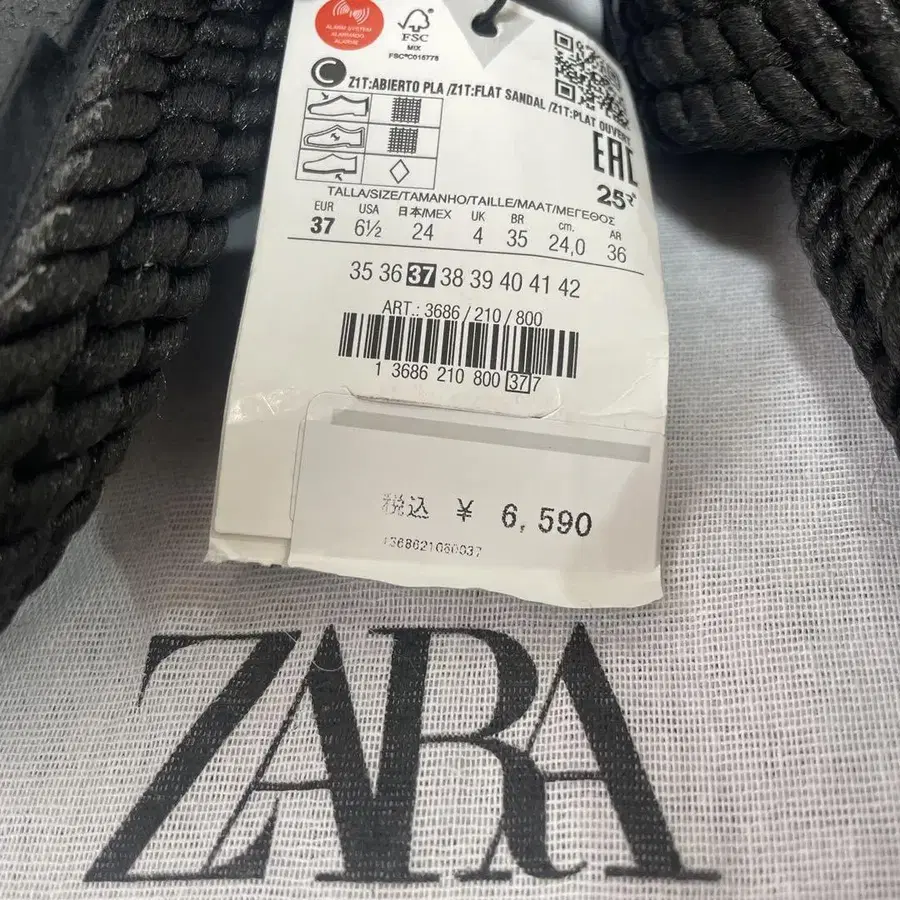 ALARM SYSTEM
ALARMADO
ALARME
FSC
MIX
FSC®C015775
C
Z1T:ABIERTO PLA /Z1T:FLAT SANDAL /Z1T:PLAT OUVERT
EAC
25
TALLA/SIZE/TAMANHO/TAILLE/MAAT/ΜΕΓΕΘΟΣ
EUR USA 日本/MEX UK BR cm. AR
37 6½ 24 4 35 24,0 36
35 36 37 38 39 40 41 42
ART.: 3686/210/800
1 3686 210 800 37 7
税込 ¥ 6,590
ZARA